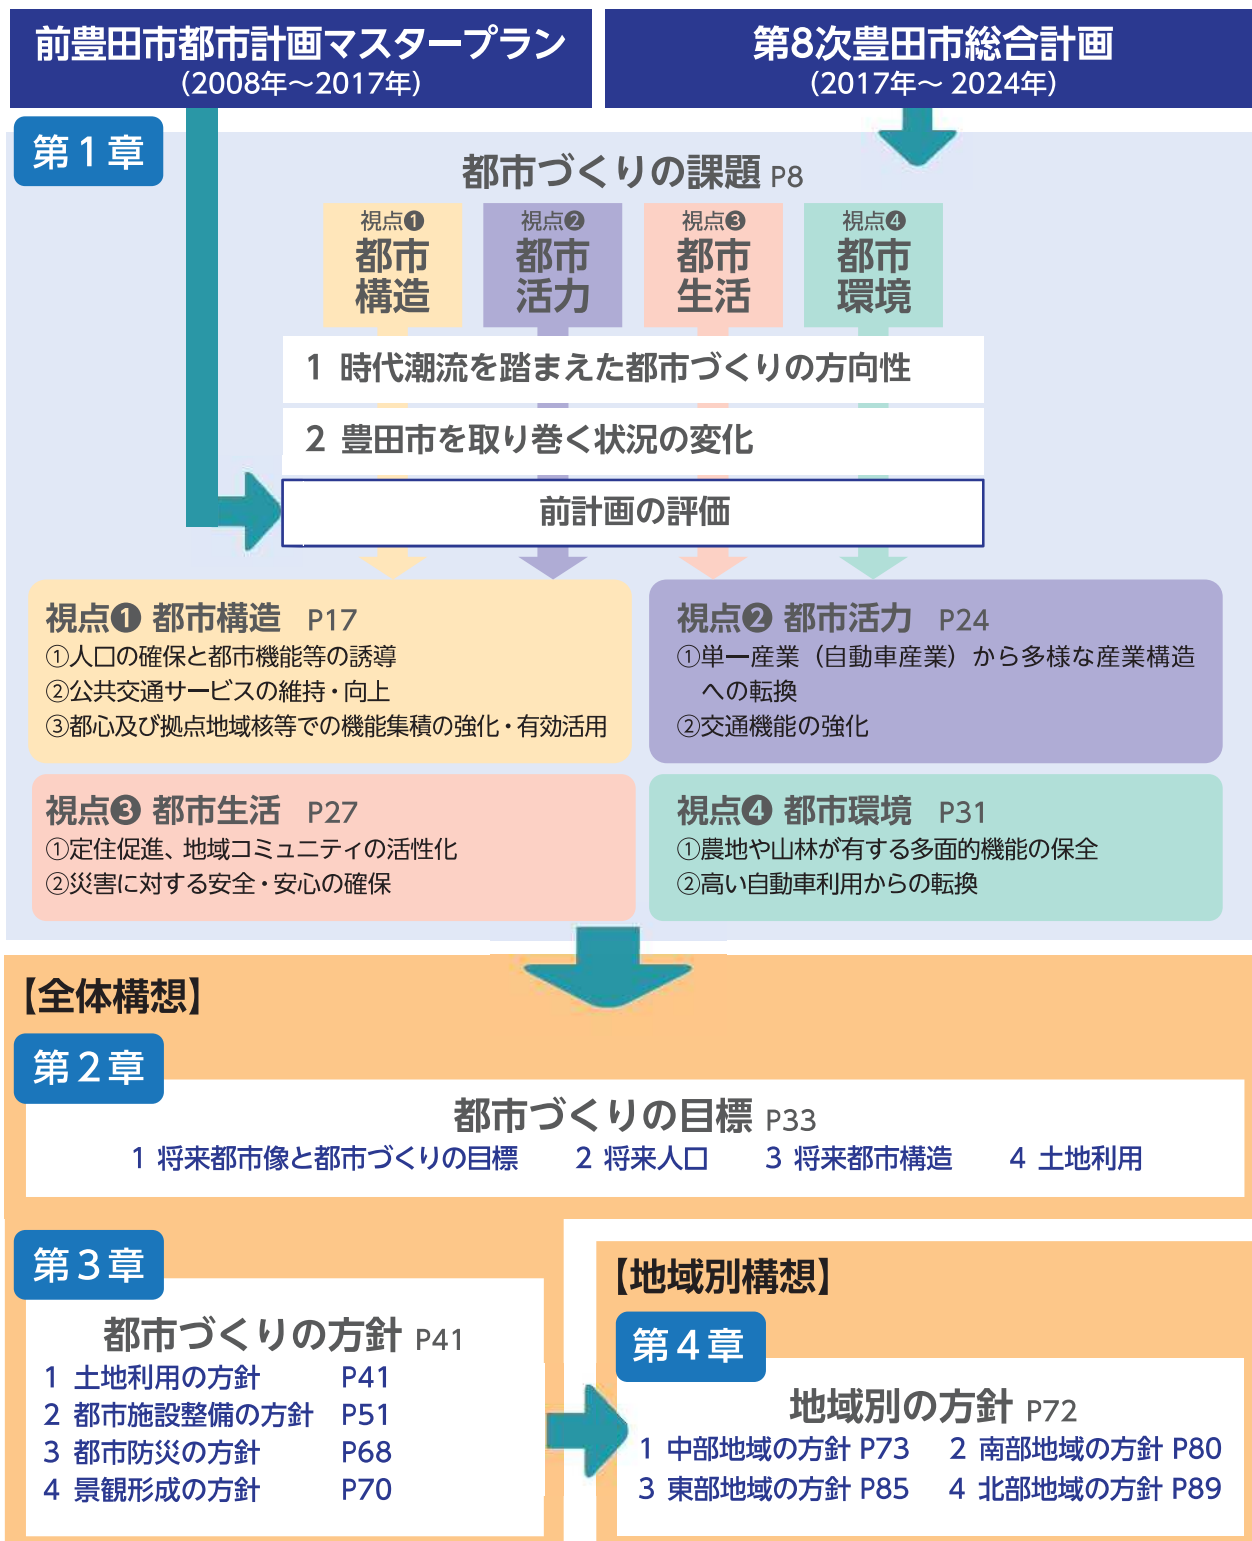 前豊田市都市計画マスタープラン
(2008年～2017年)
第8次豊田市総合計画
(2017年～ 2024年)
第1章
都市づくりの課題 P8
視点❶
都市
構造
視点❷
都市
活力
視点❸
都市
生活
視点❹
都市
環境
1 時代潮流を踏まえた都市づくりの方向性
2 豊田市を取り巻く状況の変化
前計画の評価
視点❶ 都市構造 P17
①人口の確保と都市機能等の誘導
②公共交通サービスの維持・向上
③都心及び拠点地域核等での機能集積の強化・有効活用
視点❷ 都市活力 P24
①単一産業（自動車産業）から多様な産業構造
への転換
②交通機能の強化
視点❸ 都市生活 P27
①定住促進、地域コミュニティの活性化
②災害に対する安全・安心の確保
視点❹ 都市環境 P31
①農地や山林が有する多面的機能の保全
②高い自動車利用からの転換
【全体構想】
第2章
都市づくりの目標 P33
1 将来都市像と都市づくりの目標 2 将来人口 3 将来都市構造 4 土地利用
第3章
都市づくりの方針 P41
1 土地利用の方針 P41
2 都市施設整備の方針 P51
3 都市防災の方針 P68
4 景観形成の方針 P70
【地域別構想】
第4章
地域別の方針 P72
1 中部地域の方針 P73 2 南部地域の方針 P80
3 東部地域の方針 P85 4 北部地域の方針 P89